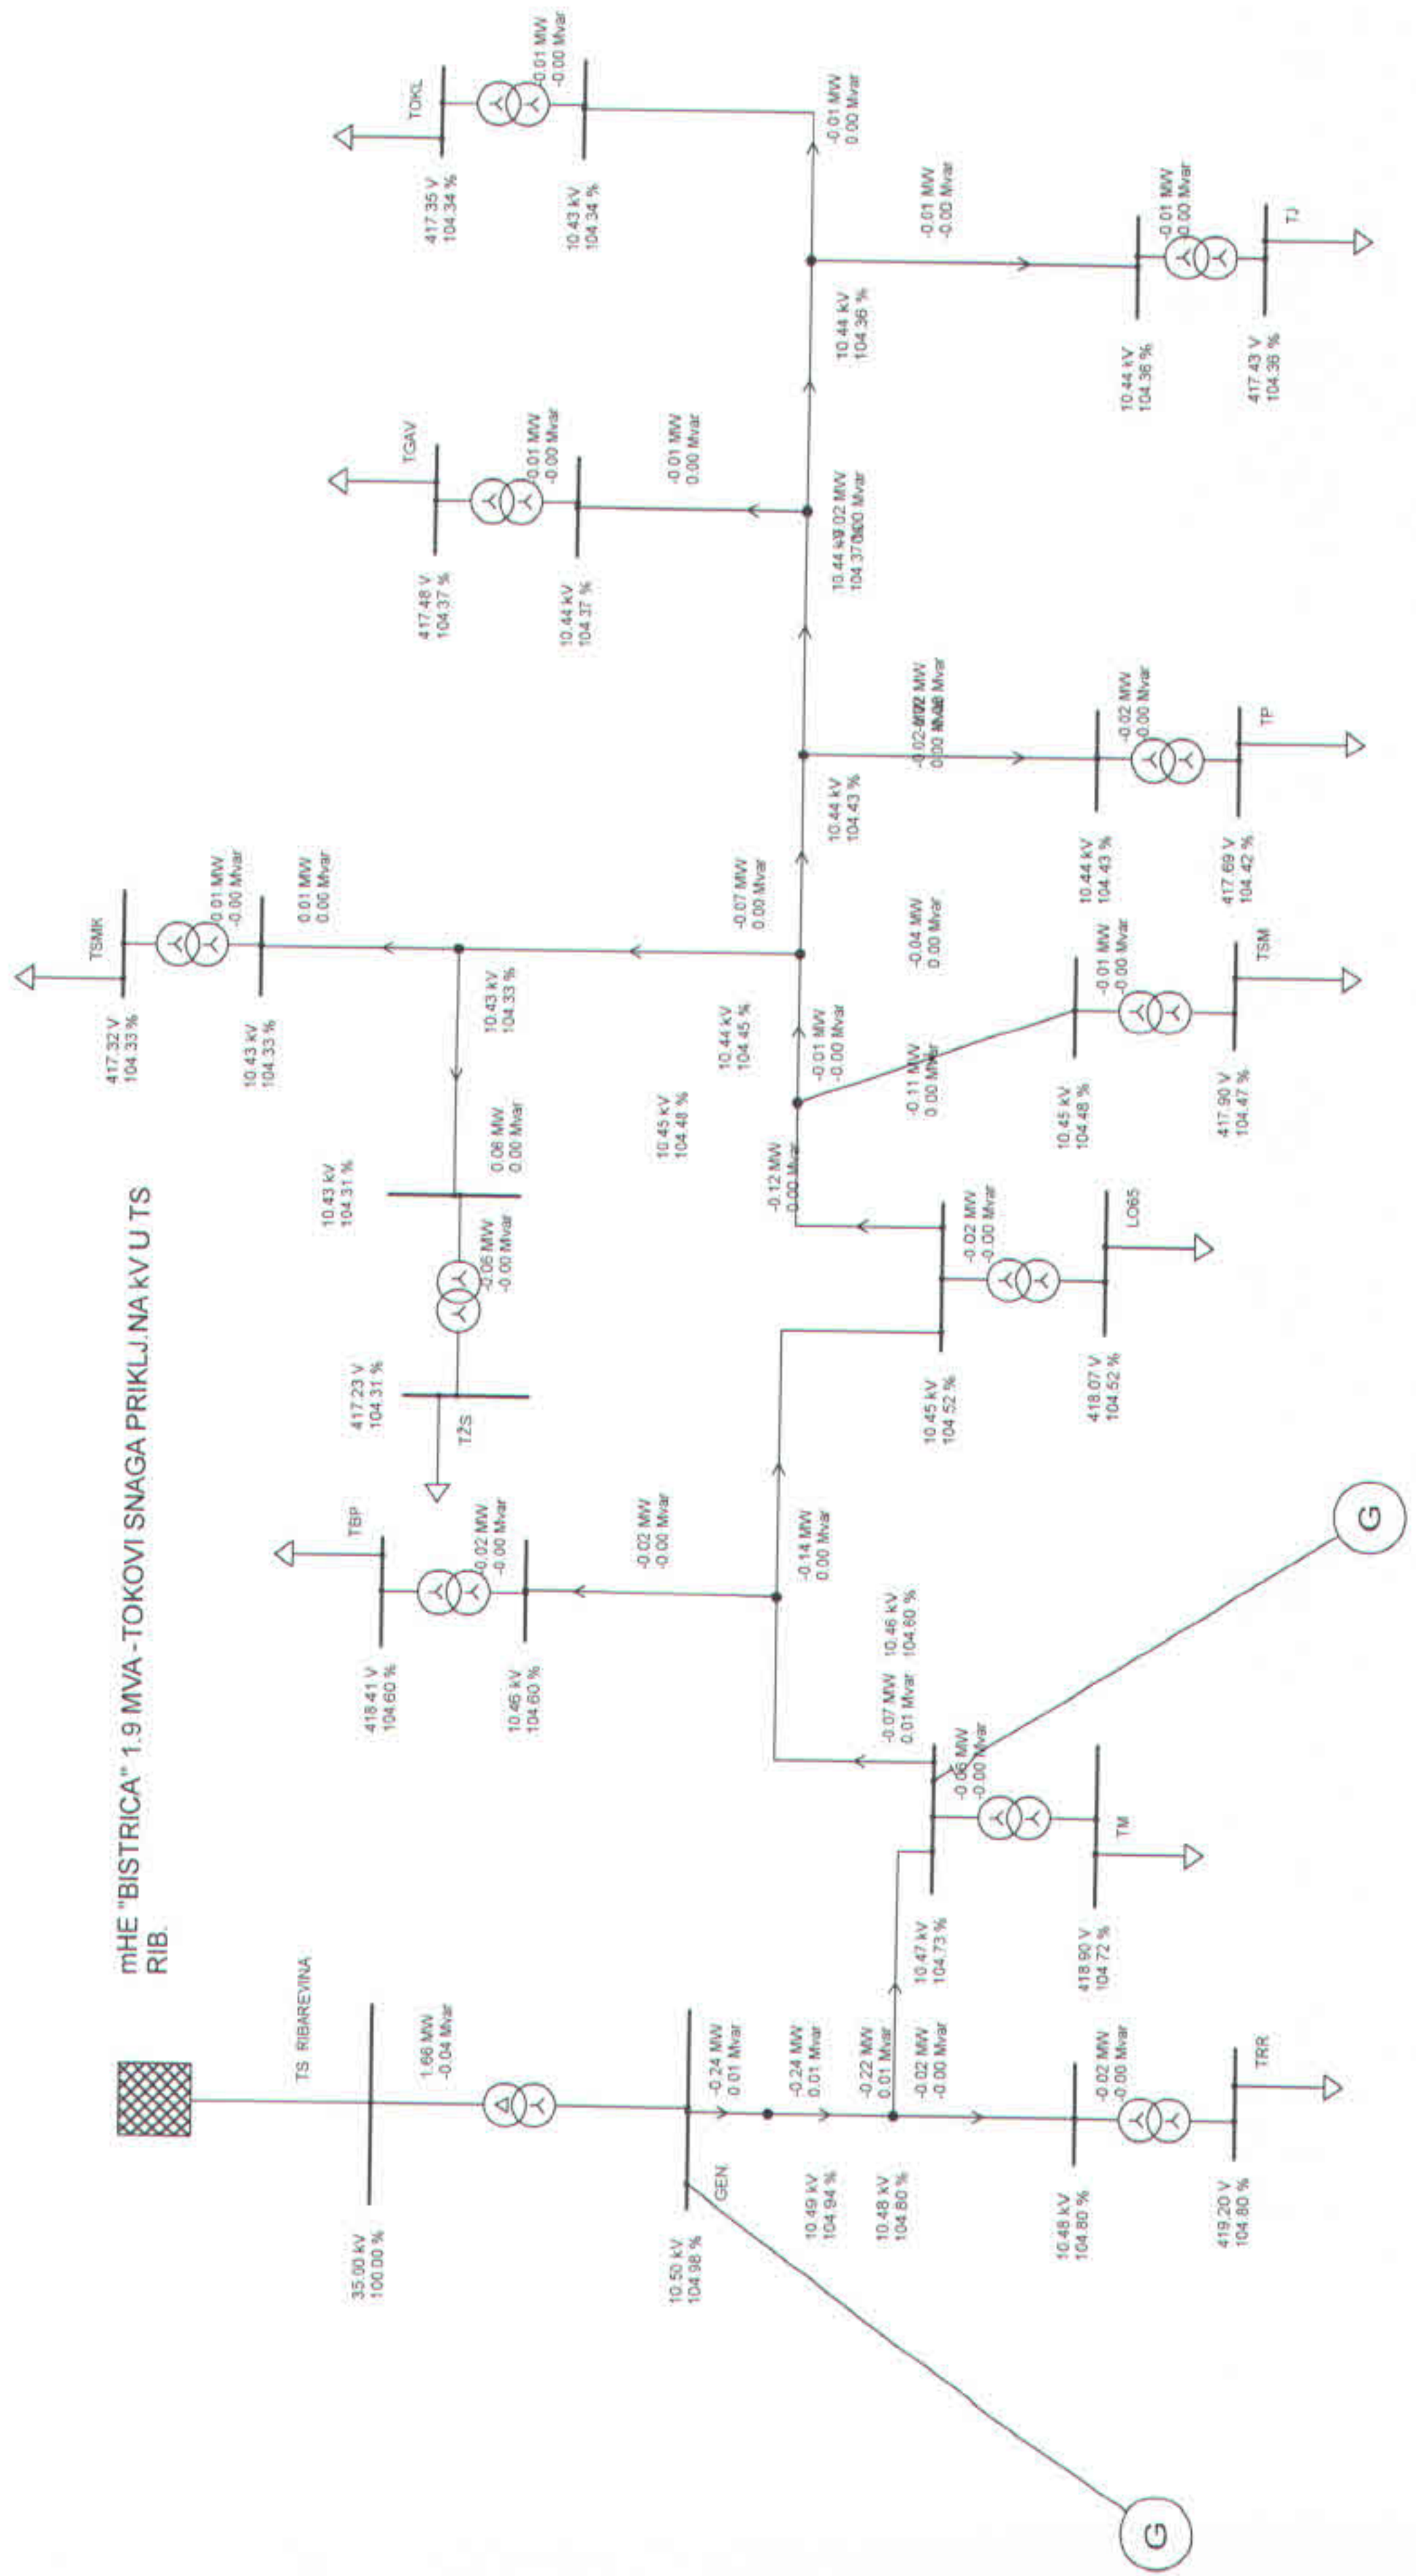 mHE "BISTRICA" 1.9 MVA - TOKOVI SNAGA PRIKLJ.NA kV U TS
RIB.
TS RIBAREVINA
35.00 kV
100.00 %
1.66 MW
-0.04 Mvar
GEN.
10.50 kV
104.98 %
G
-0.24 MW
0.01 Mvar
10.49 kV
104.94 %
-0.24 MW
0.01 Mvar
10.48 kV
104.80 %
-0.22 MW
0.01 Mvar
-0.02 MW
-0.00 Mvar
10.48 kV
104.80 %
-0.02 MW
-0.00 Mvar
419.20 V
104.80 %
TRR
10.47 kV
104.73 %
-0.06 MW
-0.00 Mvar
418.90 V
104.72 %
TM
G
-0.07 MW
0.01 Mvar
10.46 kV
104.60 %
TBP
418.41 V
104.60 %
-0.02 MW
-0.00 Mvar
10.46 kV
104.60 %
-0.02 MW
-0.00 Mvar
-0.14 MW
0.00 Mvar
10.45 kV
104.52 %
-0.02 MW
-0.00 Mvar
418.07 V
104.52 %
LO65
-0.12 MW
0.00 Mvar
10.45 kV
104.48 %
-0.01 MW
-0.00 Mvar
-0.11 MW
0.00 Mvar
10.45 kV
104.48 %
-0.01 MW
-0.00 Mvar
417.90 V
104.47 %
TSM
10.44 kV
104.45 %
-0.07 MW
0.00 Mvar
-0.04 MW
0.00 Mvar
10.43 kV
104.33 %
TSMK
417.32 V
104.33 %
0.01 MW
-0.00 Mvar
10.43 kV
104.33 %
0.01 MW
0.00 Mvar
0.06 MW
0.00 Mvar
10.43 kV
104.31 %
-0.06 MW
-0.00 Mvar
417.23 V
104.31 %
TŽS
10.44 kV
104.43 %
10.44 kV
104.43 %
-0.02 MW
-0.00 Mvar
417.69 V
104.42 %
TP
TGAV
417.48 V
104.37 %
-0.01 MW
-0.00 Mvar
10.44 kV
104.37 %
-0.01 MW
0.00 Mvar
10.44 kV
104.36 %
-0.01 MW
-0.00 Mvar
10.44 kV
104.36 %
-0.01 MW
0.00 Mvar
417.43 V
104.36 %
TJ
-0.01 MW
0.00 Mvar
10.43 kV
104.34 %
-0.01 MW
-0.00 Mvar
417.35 V
104.34 %
TOKL